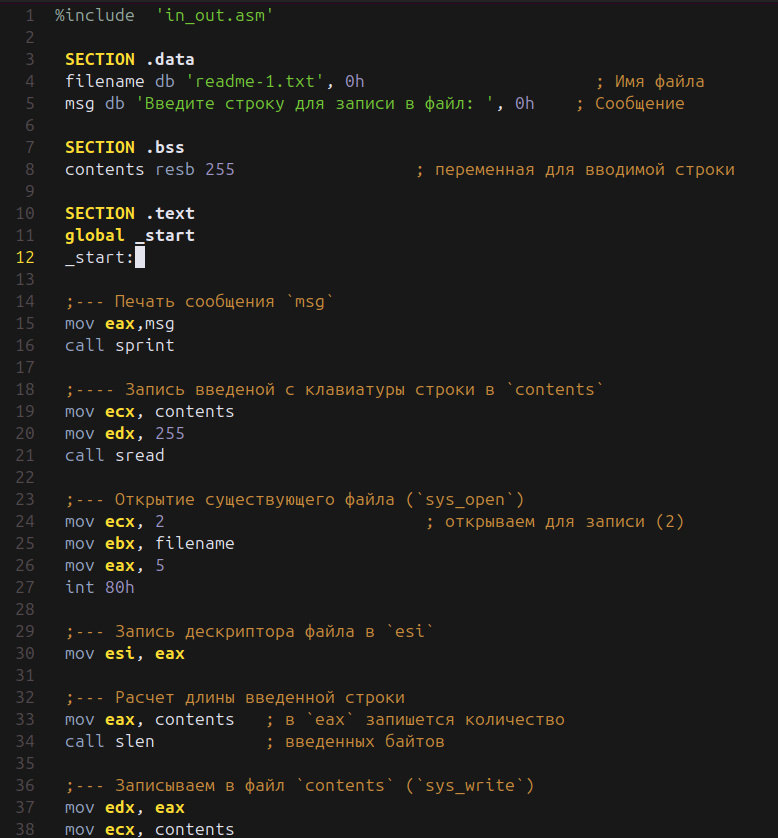 1 %include  'in_out.asm'
2
3 SECTION .data
4 filename db 'readme-1.txt', 0h                       ; Имя файла
5 msg db 'Введите строку для записи в файл: ', 0h    ; Сообщение
6
7 SECTION .bss
8 contents resb 255                  ; переменная для вводимой строки
9
10 SECTION .text
11 global _start
12 _start:
13
14 ;--- Печать сообщения `msg`
15 mov eax,msg
16 call sprint
17
18 ;---- Запись введеной с клавиатуры строки в `contents`
19 mov ecx, contents
20 mov edx, 255
21 call sread
22
23 ;--- Открытие существующего файла (`sys_open`)
24 mov ecx, 2                          ; открываем для записи (2)
25 mov ebx, filename
26 mov eax, 5
27 int 80h
28
29 ;--- Запись дескриптора файла в `esi`
30 mov esi, eax
31
32 ;--- Расчет длины введенной строки
33 mov eax, contents   ; в `eax` запишется количество
34 call slen           ; введенных байтов
35
36 ;--- Записываем в файл `contents` (`sys_write`)
37 mov edx, eax
38 mov ecx, contents